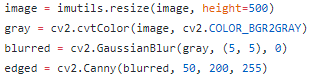 image = imutils.resize(image, height=500)
gray = cv2.cvtColor(image, cv2.COLOR_BGR2GRAY)
blurred = cv2.GaussianBlur(gray, (5, 5), 0)
edged = cv2.Canny(blurred, 50, 200, 255)